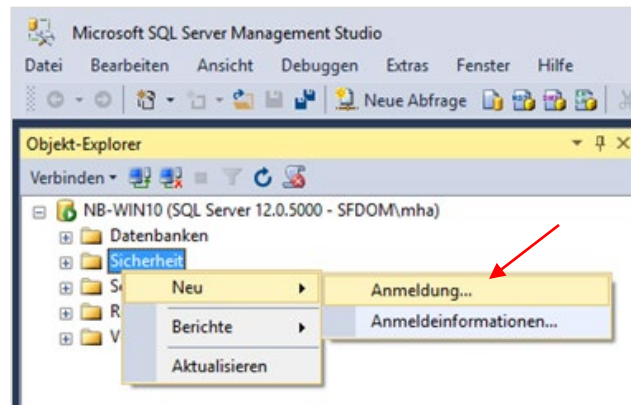 Microsoft SQL Server Management Studio
Datei Bearbeiten Ansicht Debuggen Extras Fenster Hilfe
Neue Abfrage
Objekt-Explorer
Verbinden
NB-WIN10 (SQL Server 12.0.5000 - SFDOM\mha)
Datenbanken
Sicherheit
Neu
Anmeldung...
Anmeldeinformationen...
Berichte
Aktualisieren